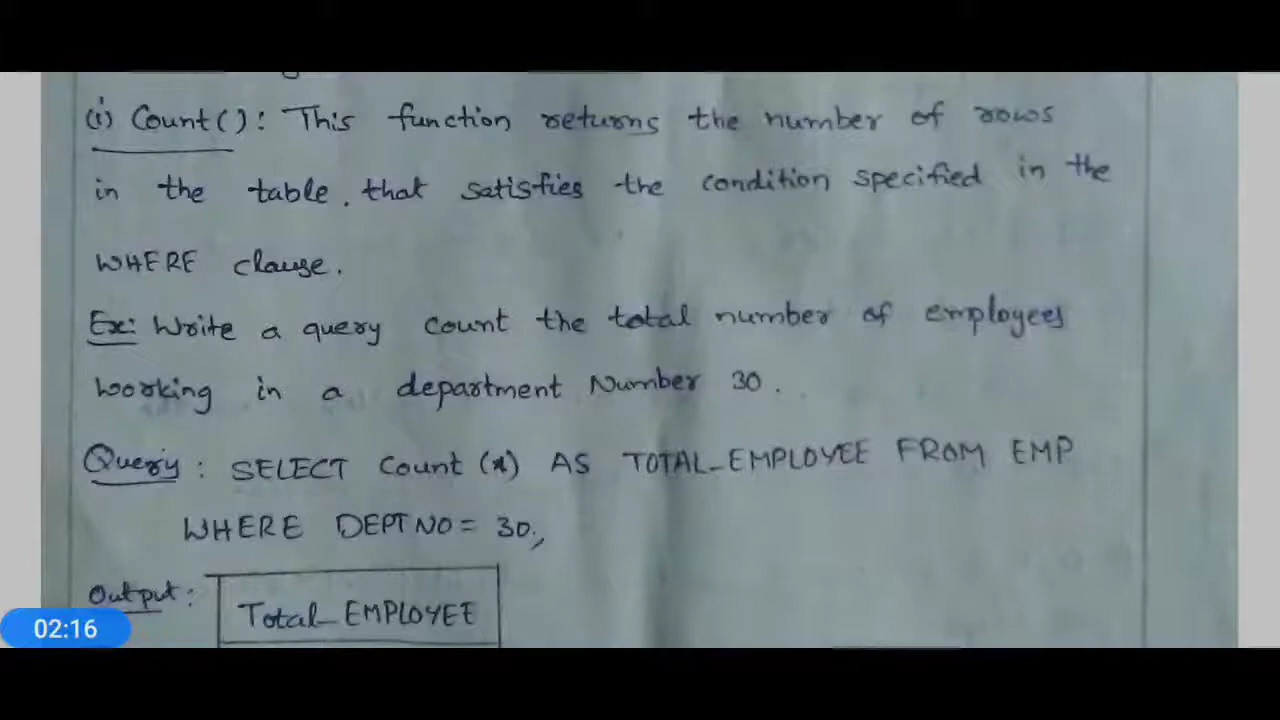 (i) Count(): This function returns the number of rows
in the table. that satisfies the condition specified in the
WHERE clause.
Ex: Write a query count the total number of employees
working in a department Number 30.
Query: SELECT Count (*) AS TOTAL_EMPLOYEE FROM EMP
WHERE DEPTNO = 30;
Output:
Total_EMPLOYEE
02:16